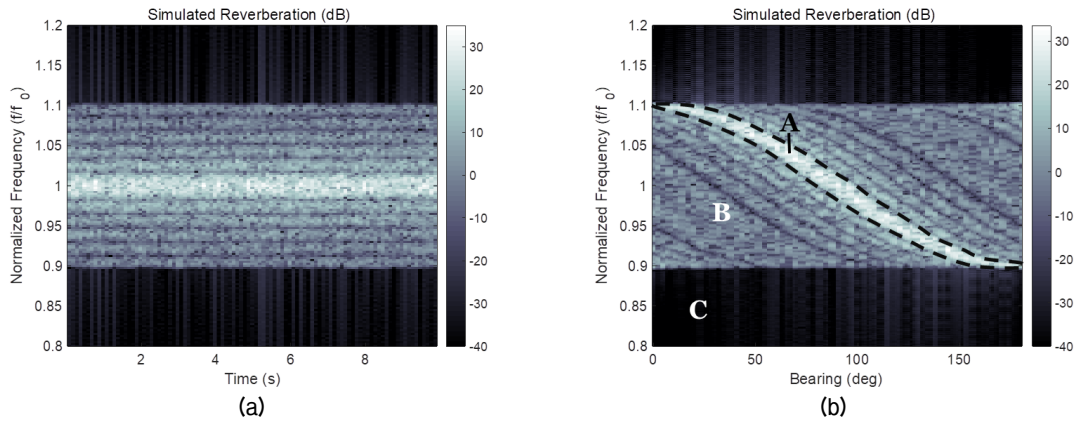 Simulated Reverberation (dB)
1.2
1.15
1.1
1.05
1
0.95
0.9
0.85
0.8
Normalized Frequency (f/f 0)
2 4 6 8
Time (s)
30
20
10
0
-10
-20
-30
-40
(a)
Simulated Reverberation (dB)
1.2
1.15
1.1
1.05
1
0.95
0.9
0.85
0.8
Normalized Frequency (f/f 0)
A
B
C
0 50 100 150
Bearing (deg)
30
20
10
0
-10
-20
-30
-40
(b)